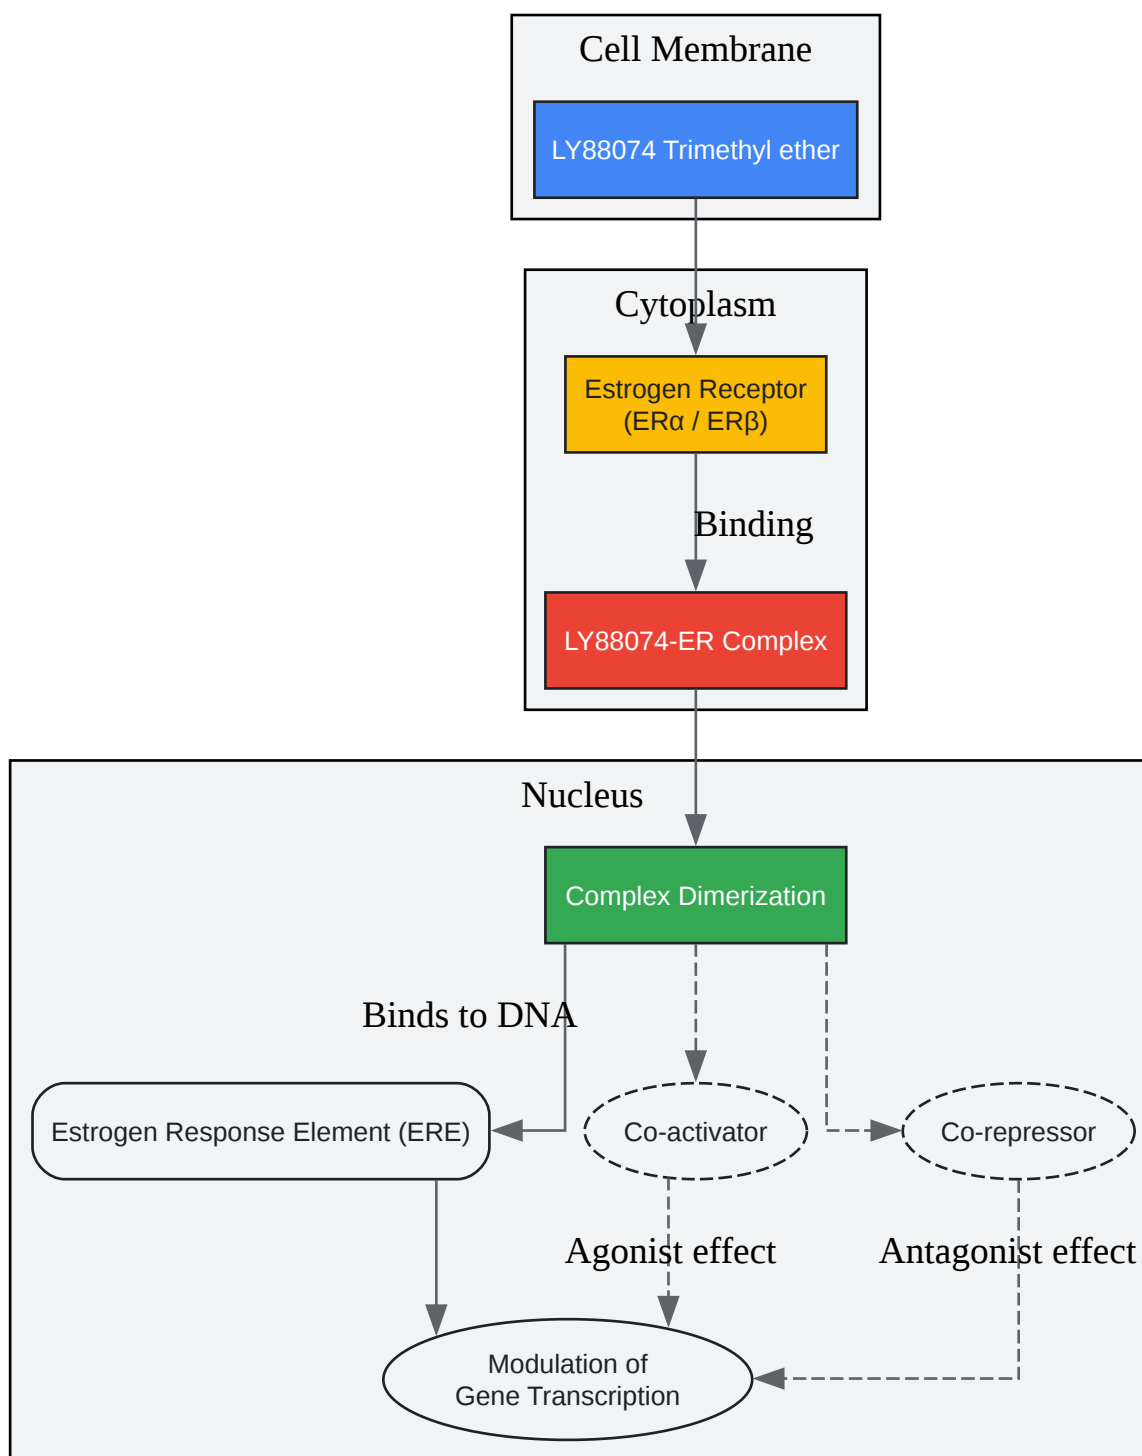 Cell Membrane
LY88074 Trimethyl ether
Cytoplasm
Estrogen Receptor
(ERα / ERβ)
Binding
LY88074-ER Complex
Nucleus
Complex Dimerization
Binds to DNA
Estrogen Response Element (ERE)
Co-activator
Co-repressor
Agonist effect
Antagonist effect
Modulation of
Gene Transcription